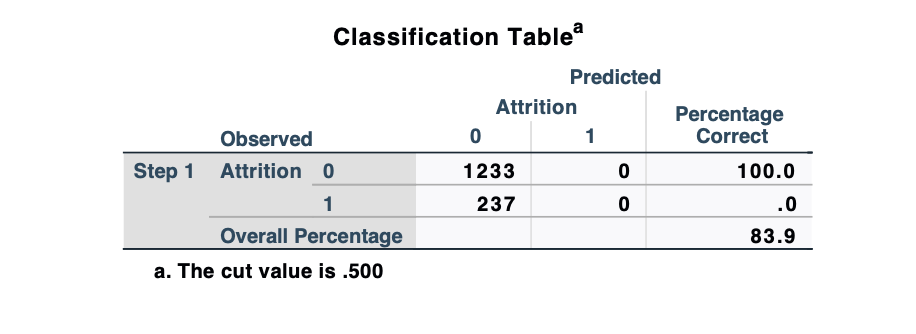 Classification Tableᵃ
Predicted
Attrition
Percentage Correct
Observed
0
1
Step 1 Attrition 0 1233 0 100.0
1 237 0 .0
Overall Percentage 83.9
a. The cut value is .500